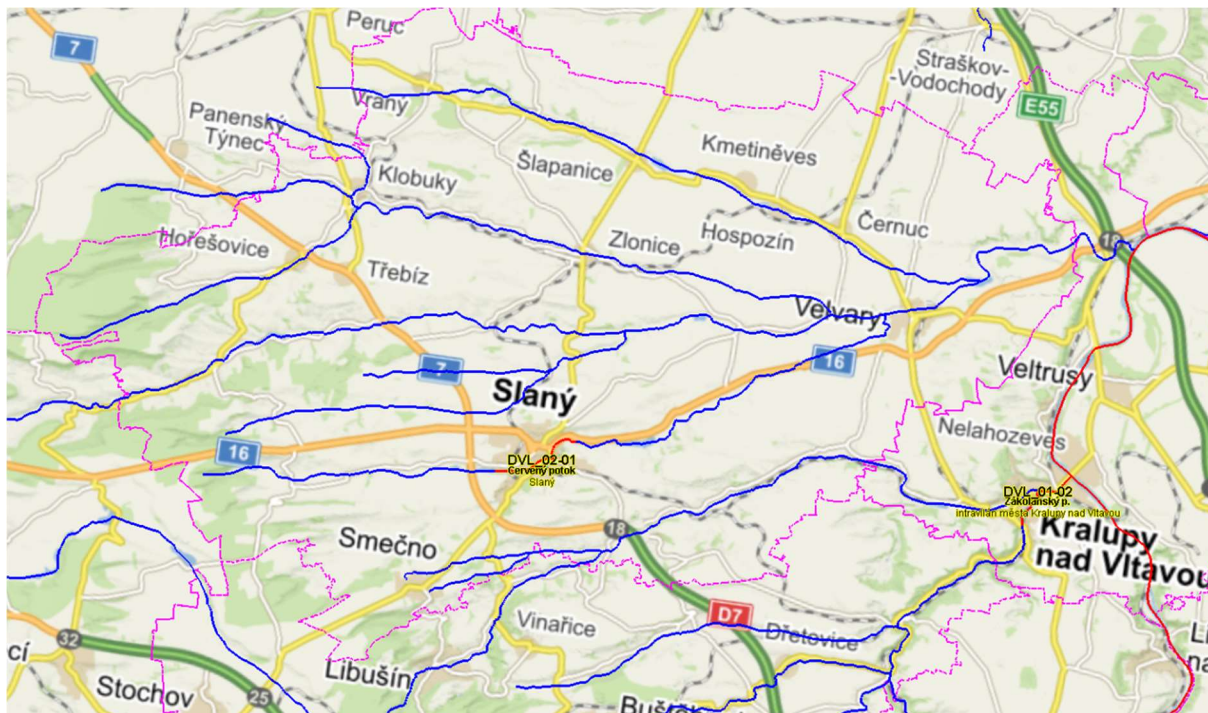 Peruc
7
Straškov-
-Vodochody
E55
Vraný
Panenský
Týnec
Kmetiněves
Šlapanice
Klobuky
Černuc
Hospozín
Zlonice
18
Hořešovice
Třebíz
Velvary
7
16
Veltrusy
Slaný
Nelahozeves
16
DVL_02-01
Červený potok
Slaný
DVL_01-02
Zákolanský p.
intravilán města Kralupy nad Vltavou
18
Kralupy
nad Vltavou
Smečno
D7
Vinařice
Dřetovice
32
Libušín
25
Stochov